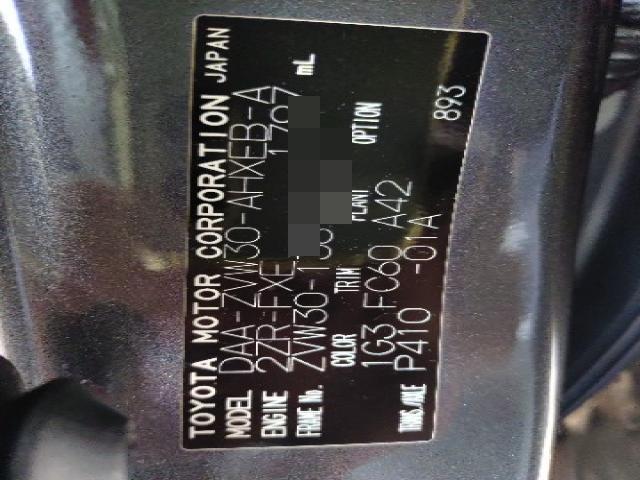 TOYOTA MOTOR CORPORATION JAPAN
MODEL DAA-ZVW30-AHXEB-A
ENGINE 2ZR-FXE 1797 mL
FRAME No. ZVW30-1
COLOR TRIM PLANT OPTION
1G3 FC60 A42
TRANS/AXLE P410 -01A 893